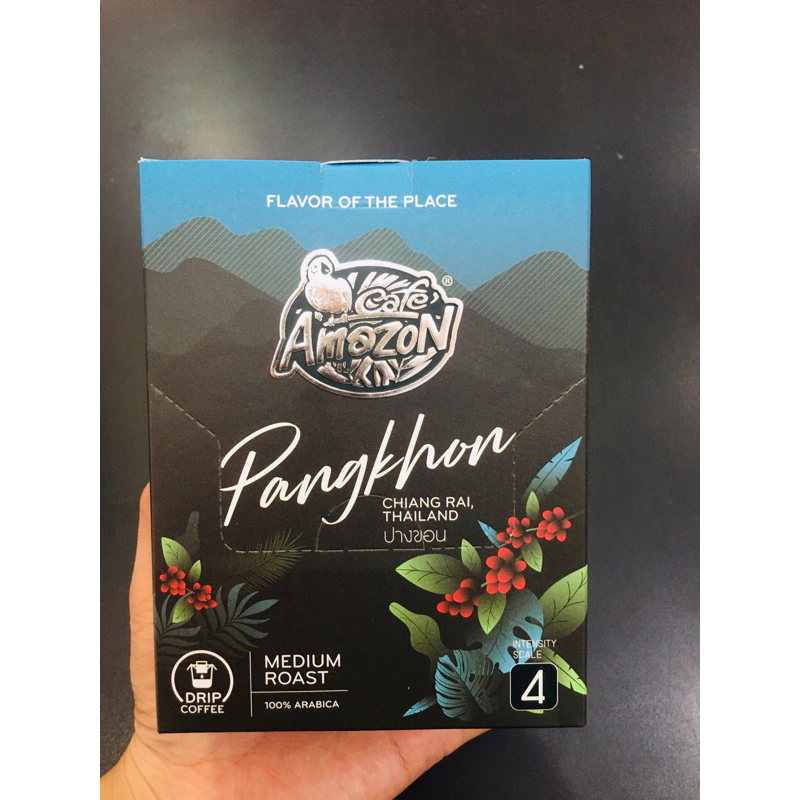 FLAVOR OF THE PLACE
Café
AmazoN
®
Pangkhon
CHIANG RAI,
THAILAND
ปางขอน
DRIP
COFFEE
MEDIUM
ROAST
100% ARABICA
INTENSITY
SCALE
4